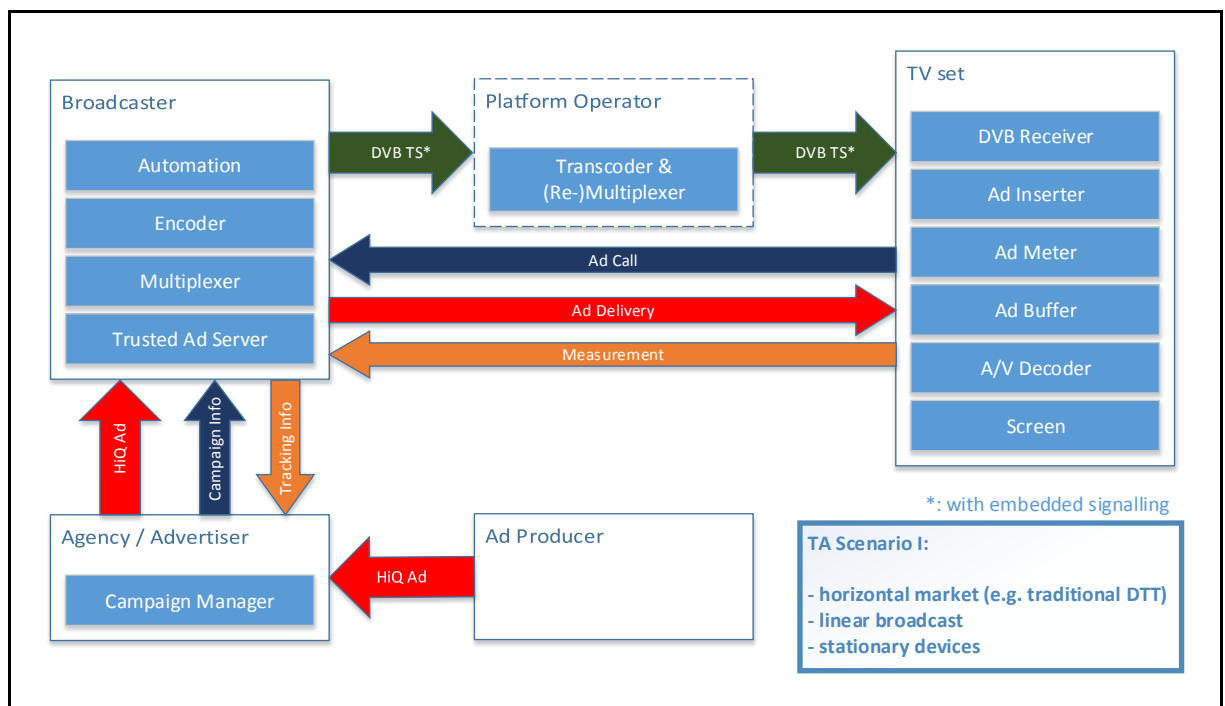 Broadcaster
Automation
Encoder
Multiplexer
Trusted Ad Server
DVB TS*
Platform Operator
Transcoder &
(Re-)Multiplexer
DVB TS*
TV set
DVB Receiver
Ad Inserter
Ad Meter
Ad Buffer
A/V Decoder
Screen
Ad Call
Ad Delivery
Measurement
HiQ Ad
Campaign Info
Tracking Info
Agency / Advertiser
Campaign Manager
HiQ Ad
Ad Producer
*: with embedded signalling
TA Scenario I:
- horizontal market (e.g. traditional DTT)
- linear broadcast
- stationary devices